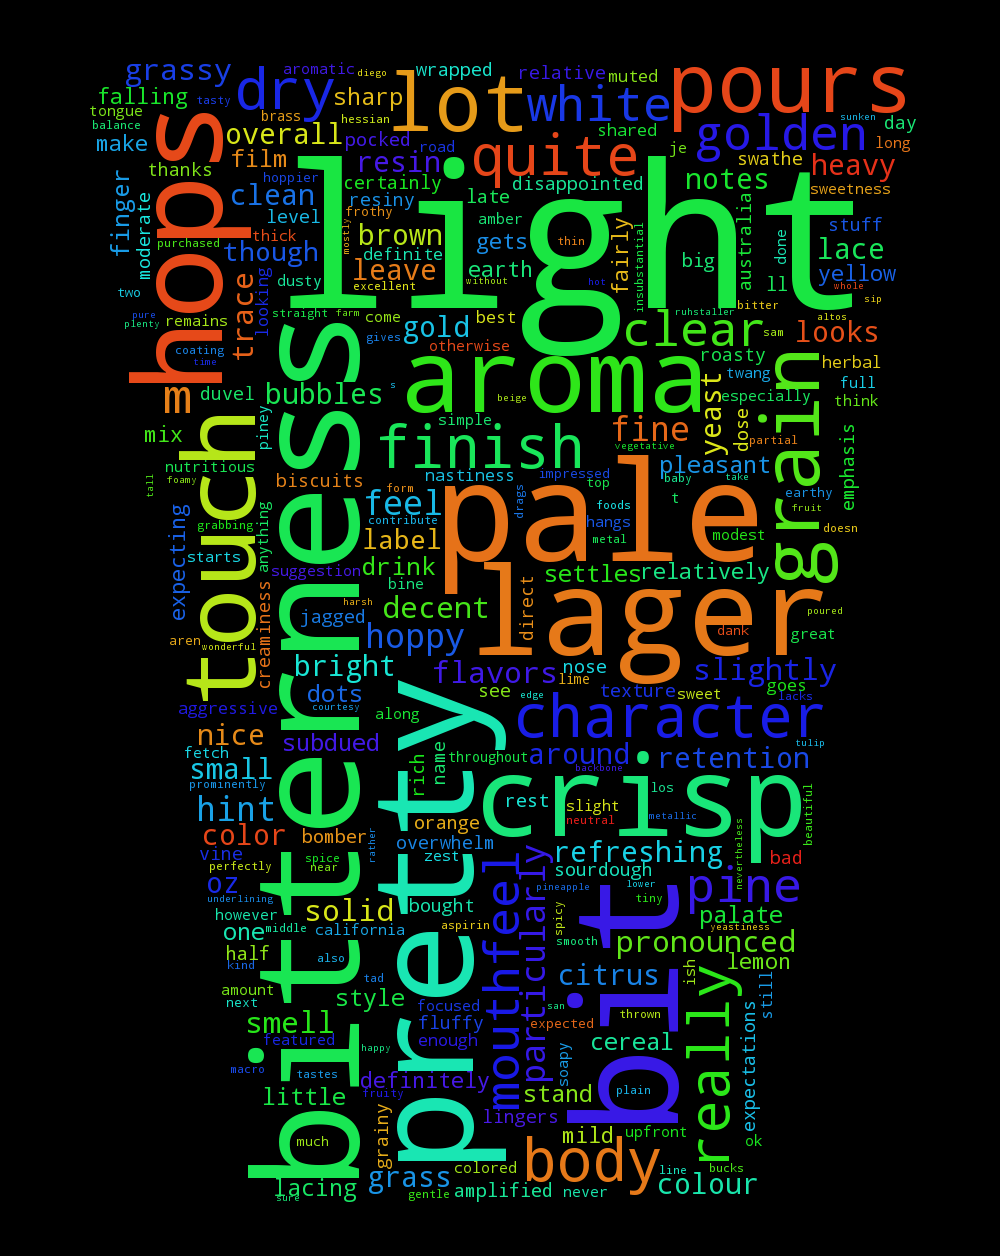 grassy
aromatic
diego
wrapped
relative
muted
pours
falling
tasty
dry
sharp
lot
white
sunken
tongue
brass
hessian
shared
golden
day
balance
overall
pocked
road
quite
je
long
make
hops
film
resin
disappointed
swathe
heavy
thanks
hoppier
certainly
notes
sweetness
finger
clean
resiny
late
light
australia
stuff
moderate
level
frothy
amber
fairly
done
lace
purchased
thick
mostly
brown
gets
thin
big
yellow
though
definite
earth
insubstantial
ll
whole
two
looking
dusty
leave
excellent
without
hot
bitter
sip
pure
trace
straight
farm
come
best
ruhstaller
altos
plenty
remains
gold
clear
sam
looks
coating
gives
otherwise
roasty
time
herbal
m
duvel
bubbles
s
aroma
beige
yeast
twang
full
especially
think
mix
piney
simple
fine
dose
grain
touch
finish
vegetative
partial
emphasis
nutritious
nastiness
impressed
top
baby
take
pleasant
tall
foamy
biscuits
form
feel
drags
foods
t
earthy
fruit
expecting
grabbing
anything
contribute
pale
hangs
metal
modest
doesn
starts
label
suggestion
drink
settles
relatively
bine
direct
creaminess
harsh
jagged
decent
lager
poured
aren
wonderful
hoppy
dank
great
bitterness
bright
flavors
nose
lime
slightly
dots
see
edge
texture
sweet
goes
lacks
aggressive
courtesy
along
pretty
character
nice
subdued
tulip
fetch
throughout
around
retention
small
rich
name
backbone
prominently
crisp
los
hint
rest
slight
metallic
beautiful
color
bomber
orange
neutral
nevertheless
rather
overwhelm
vine
spice
zest
refreshing
bad
perfectly
near
sourdough
oz
mouthfeel
particularly
pineapple
lower
pine
underlining
solid
bought
tiny
bit
however
middle
california
aspirin
spicy
palate
one
smooth
pronounced
yeastiness
half
also
lemon
kind
citrus
ish
still
amount
tad
really
next
style
focused
san
thrown
smell
fluffy
expected
expectations
featured
happy
enough
cereal
macro
tastes
definitely
soapy
little
fruity
stand
plain
grainy
lingers
much
mild
upfront
ok
body
colored
line
bucks
lacing
grass
gentle
amplified
never
colour
sure